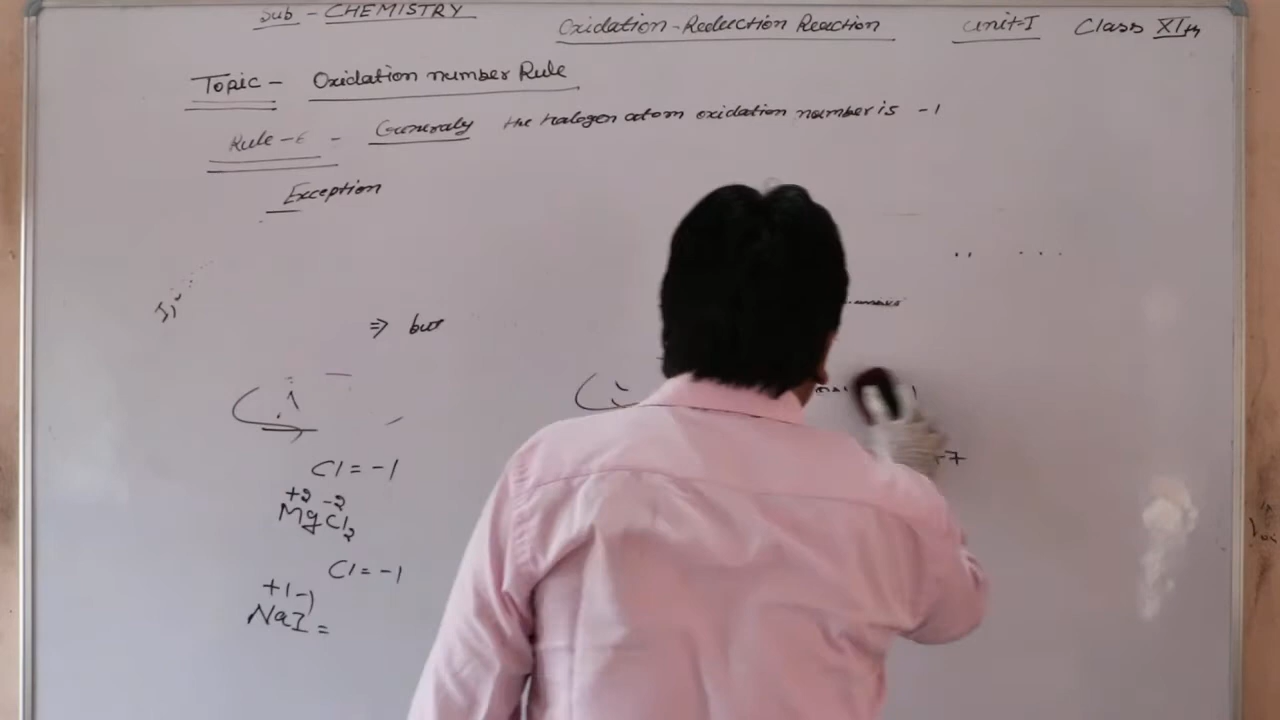 Sub - CHEMISTRY
Oxidation-Reduction Reaction Unit-I Class XIth
Topic - Oxidation number Rule
Rule-6 - Generaly the halogen atom oxidation number is -1
Exception
⇒ but
Cl = -1
+2 -2
MgCl2
Cl = -1
+1 -1
NaI =